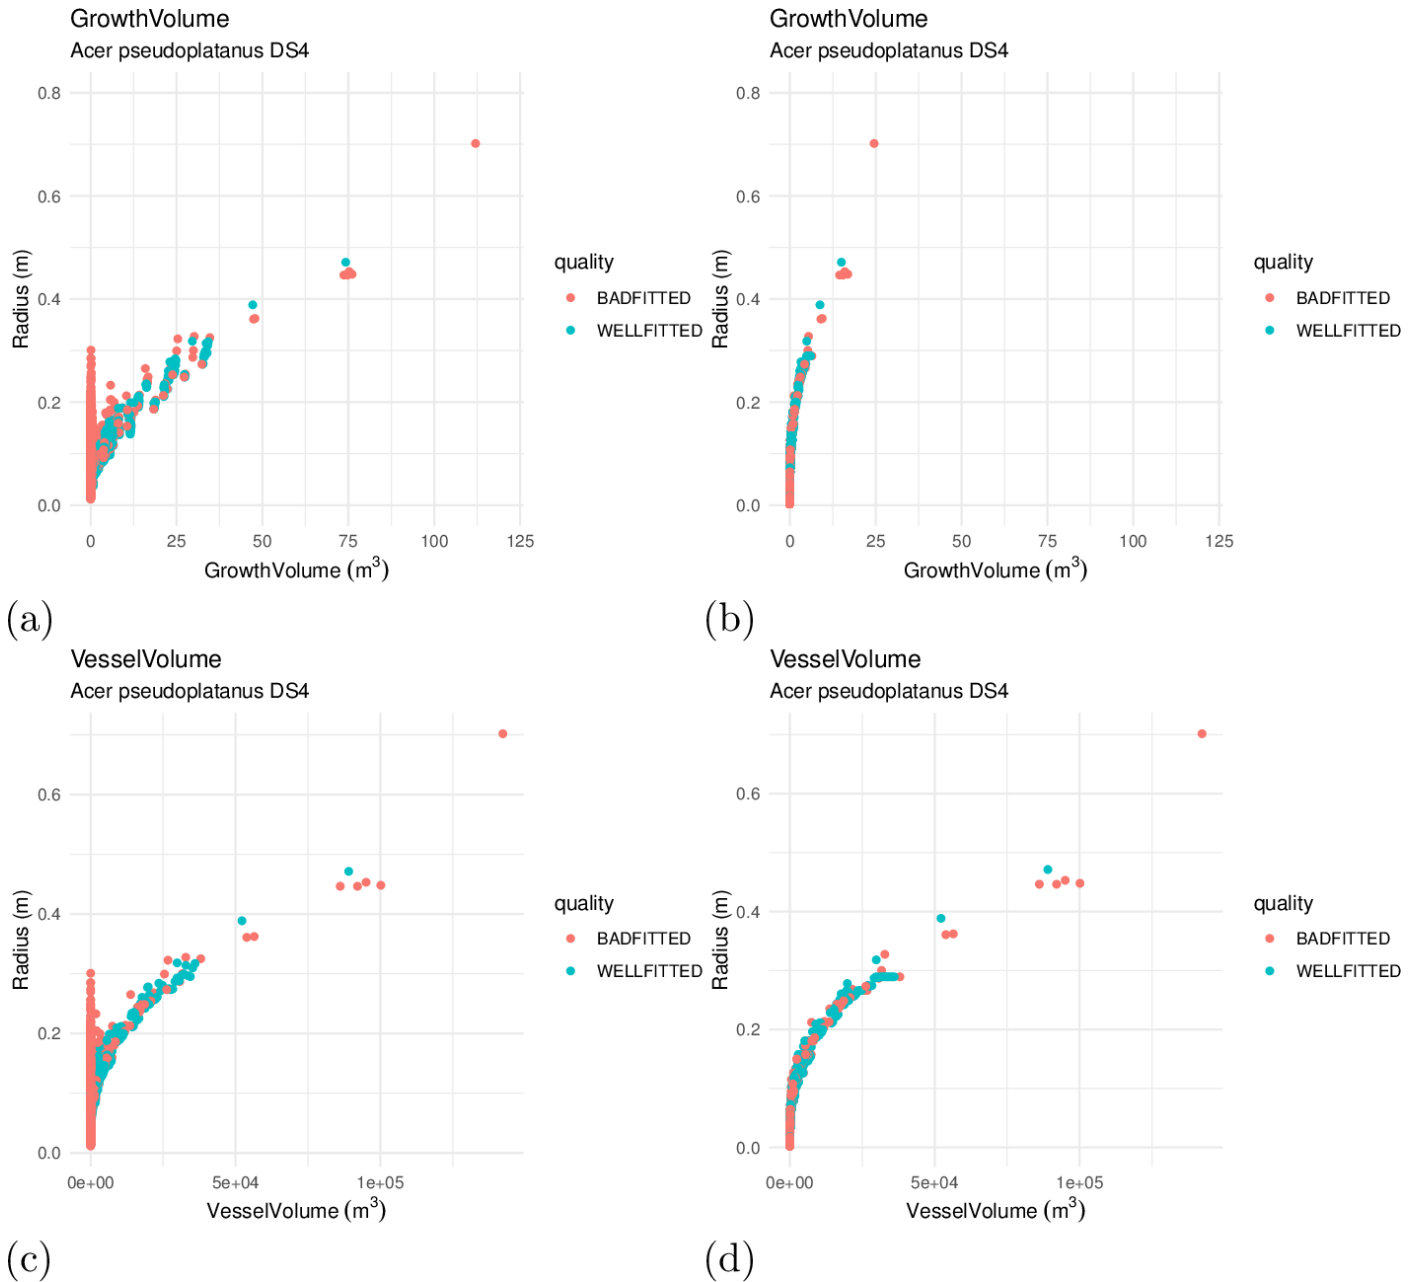 GrowthVolume
Acer pseudoplatanus DS4
0.8
0.6
0.4
0.2
0.0
Radius (m)
0 25 50 75 100 125
GrowthVolume (m³)
quality
BADFITTED
WELLFITTED
(a)
GrowthVolume
Acer pseudoplatanus DS4
0.8
0.6
0.4
0.2
0.0
Radius (m)
0 25 50 75 100 125
GrowthVolume (m³)
quality
BADFITTED
WELLFITTED
(b)
VesselVolume
Acer pseudoplatanus DS4
0.6
0.4
0.2
0.0
Radius (m)
0e+00 5e+04 1e+05
VesselVolume (m³)
quality
BADFITTED
WELLFITTED
(c)
VesselVolume
Acer pseudoplatanus DS4
0.6
0.4
0.2
0.0
Radius (m)
0e+00 5e+04 1e+05
VesselVolume (m³)
quality
BADFITTED
WELLFITTED
(d)